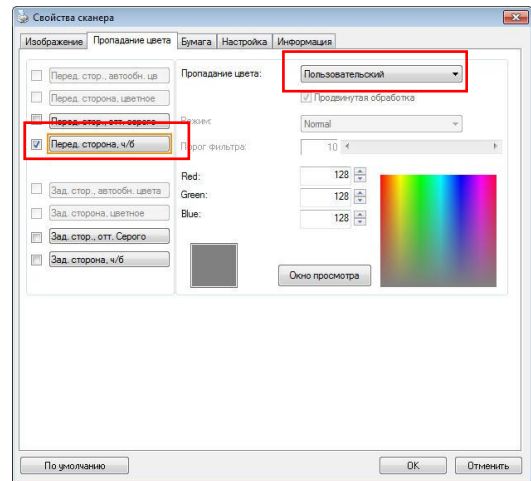 Свойства сканера
Изображение Пропадание цвета Бумага Настройка Информация
Перед. стор., автообн. цв
Перед. сторона, цветное
Перед. стор., отт. серого
Перед. сторона, ч/б
Зад. стор., автообн. цвета
Зад. сторона, цветное
Зад. стор., отт. Серого
Зад. сторона, ч/б
Пропадание цвета: Пользовательский
Продвинутая обработка
Режим: Normal
Порог фильтра: 10
Red: 128
Green: 128
Blue: 128
Окно просмотра
По умолчанию OK Отменить